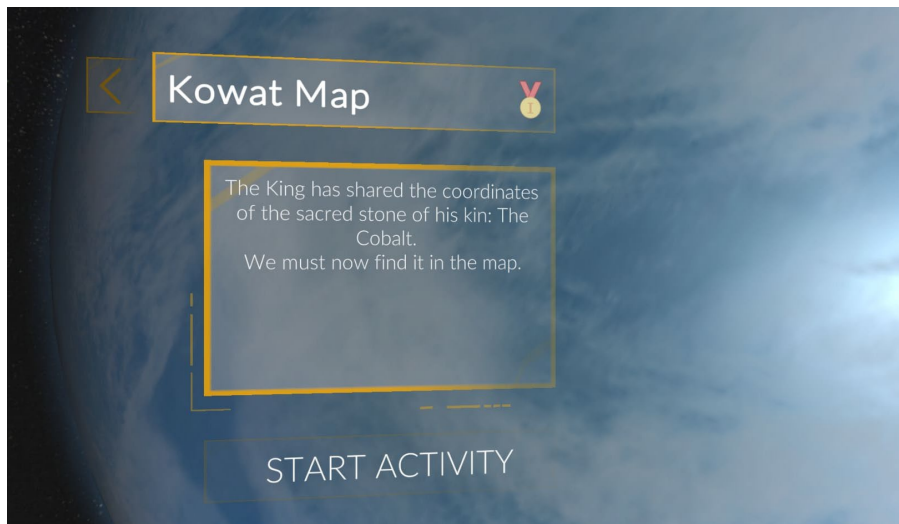 Kowat Map
The King has shared the coordinates
of the sacred stone of his kin: The
Cobalt.
We must now find it in the map.
START ACTIVITY